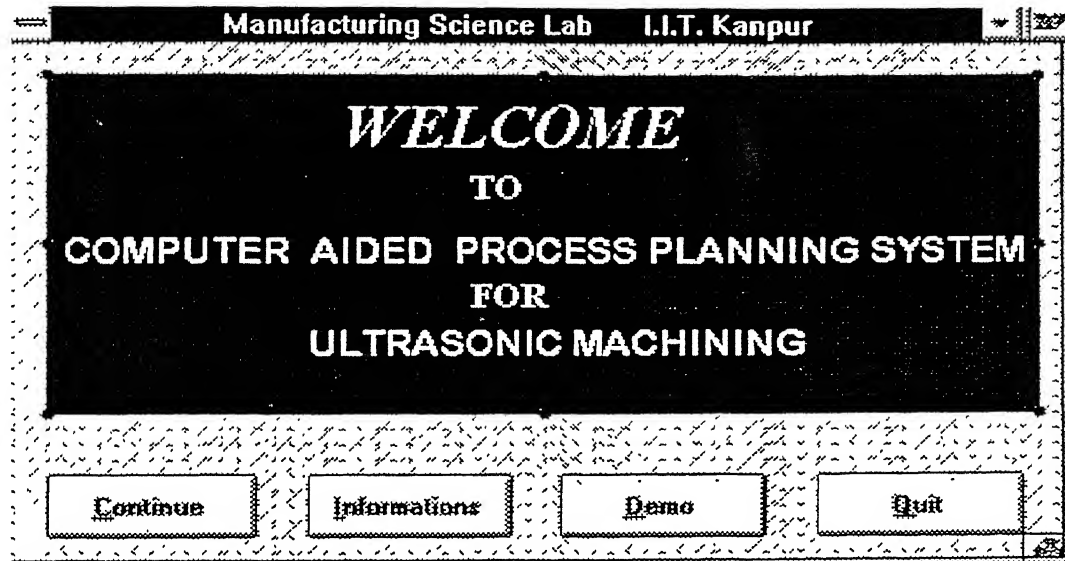 Manufacturing Science Lab I.I.T. Kanpur
WELCOME
TO
COMPUTER AIDED PROCESS PLANNING SYSTEM
FOR
ULTRASONIC MACHINING
Continue Informations Demo Quit